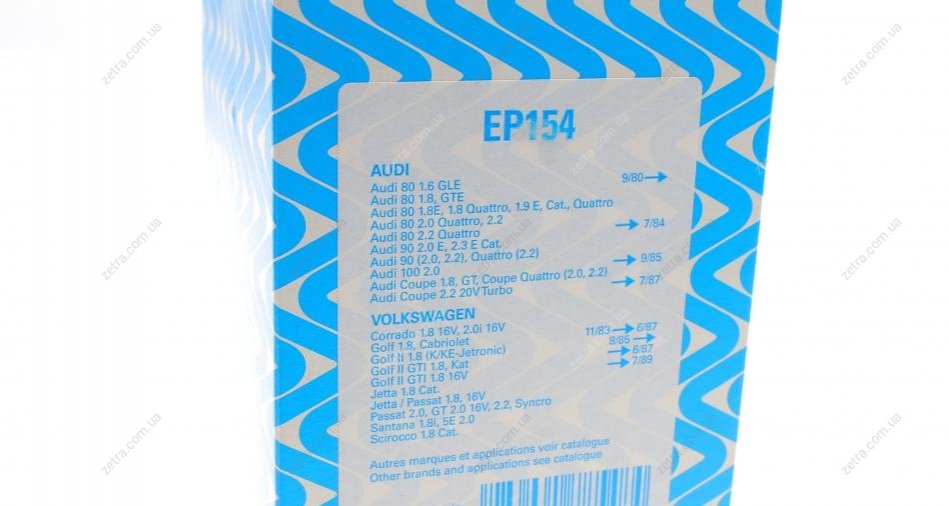 EP154
AUDI
Audi 80 1.6 GLE 9/80→
Audi 80 1.8, GTE
Audi 80 1.8E, 1.8 Quattro, 1.9 E, Cat., Quattro
Audi 80 2.0 Quattro, 2.2 → 7/84
Audi 80 2.2 Quattro
Audi 90 2.0 E, 2.3 E Cat.
Audi 90 (2.0, 2.2), Quattro (2.2) → 9/85
Audi 100 2.0
Audi Coupe 1.8, GT, Coupe Quattro (2.0, 2.2) → 7/87
Audi Coupe 2.2 20V Turbo
VOLKSWAGEN
Corrado 1.8 16V, 2.0i 16V
Golf 1.8, Cabriolet 11/83→ 6/87
Golf II 1.8 (K/KE-Jetronic) 8/85→
Golf II GTI 1.8, Kat → 6/87
Golf II GTI 1.8 16V → 7/89
Jetta 1.8 Cat.
Jetta / Passat 1.8, 16V
Passat 2.0, GT 2.0 16V, 2.2, Syncro
Santana 1.8i, 5E 2.0
Scirocco 1.8 Cat.
Autres marques et applications voir catalogue
Other brands and applications see catalogue
zetra.com.ua